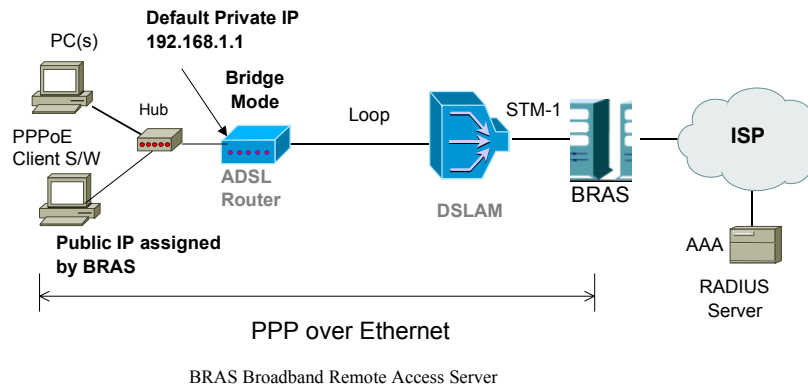 Default Private IP
192.168.1.1
PC(s)
Bridge
Mode
Hub
Loop
STM-1
ISP
PPPoE
Client S/W
ADSL
Router
DSLAM
BRAS
Public IP assigned
by BRAS
AAA
RADIUS
Server
PPP over Ethernet
BRAS Broadband Remote Access Server